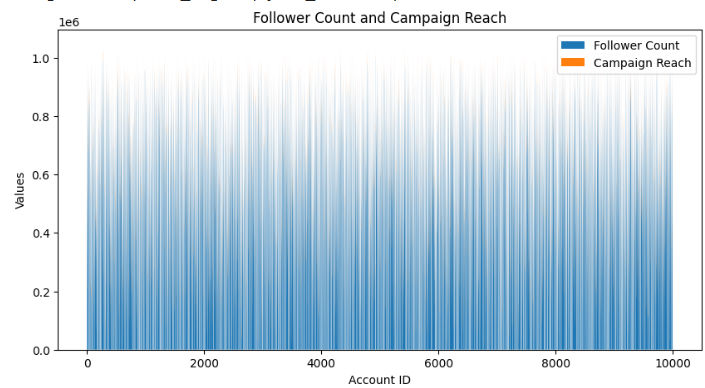 Follower Count and Campaign Reach
1e6
Follower Count
Campaign Reach
1.0
0.8
0.6
0.4
0.2
0.0
Values
0
2000
4000
6000
8000
10000
Account ID